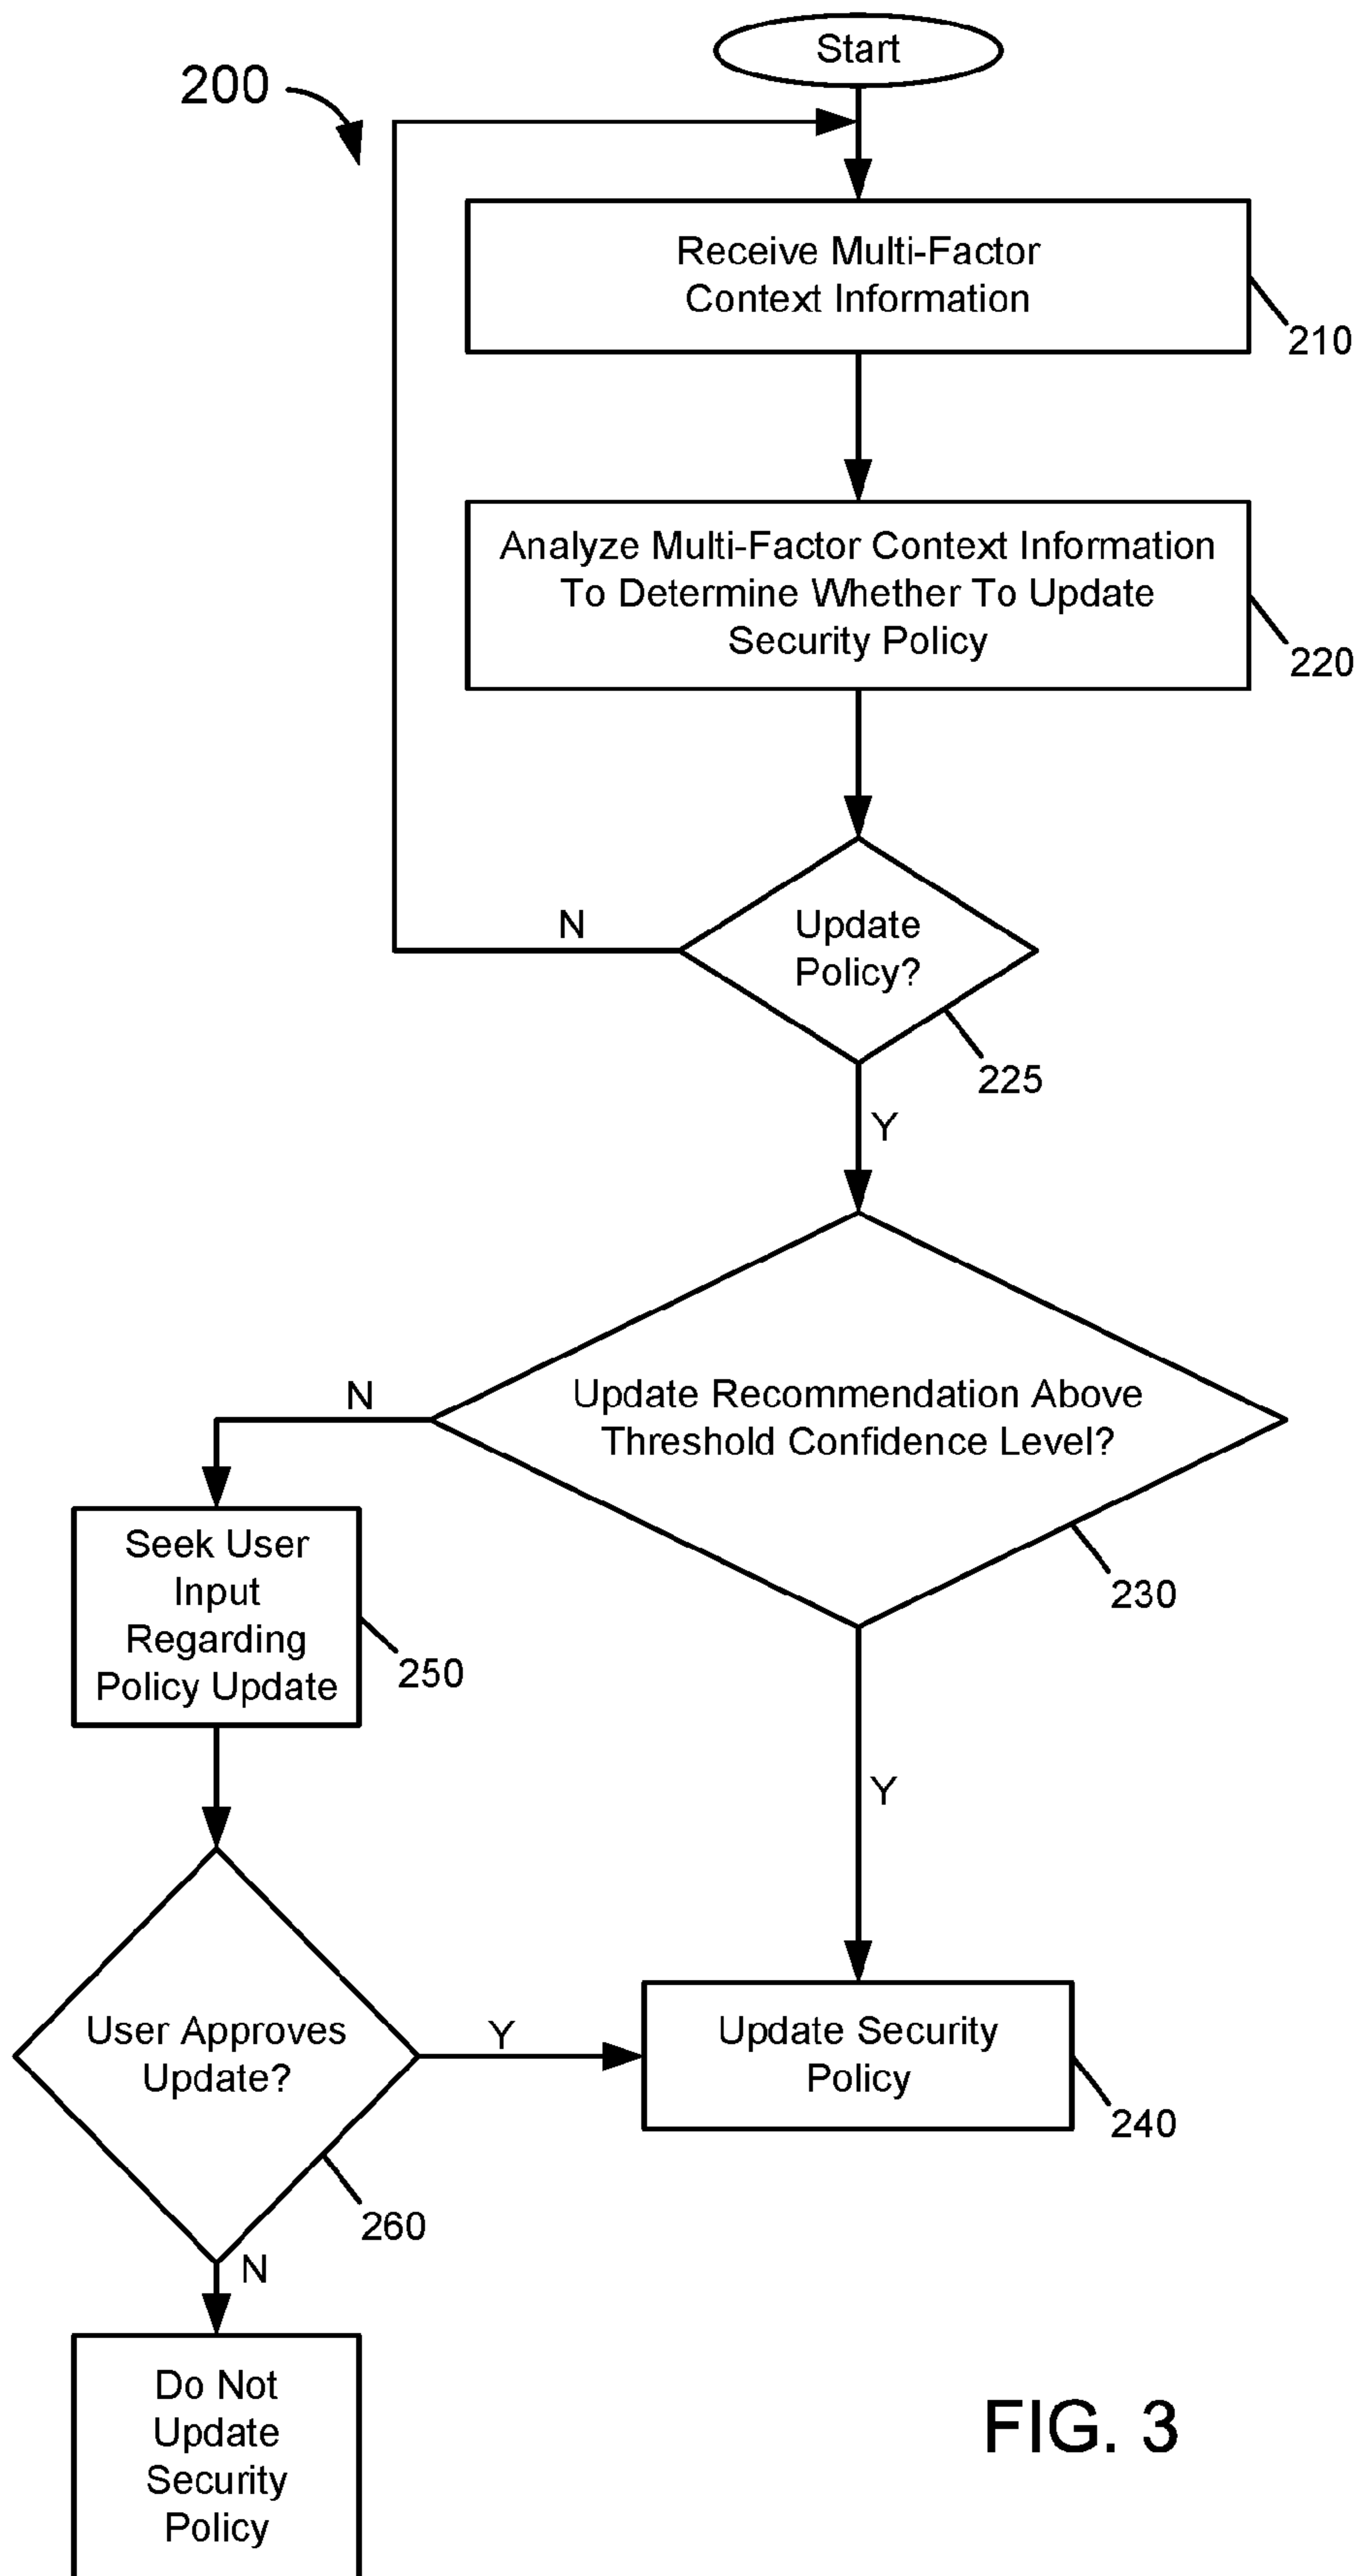 Start
200
Receive Multi-Factor
Context Information
210
Analyze Multi-Factor Context Information
To Determine Whether To Update
Security Policy
220
Update
Policy?
N
225
Y
Update Recommendation Above
Threshold Confidence Level?
N
230
Seek User
Input
Regarding
Policy Update
250
Y
User Approves
Update?
Y
Update Security
Policy
240
260
N
Do Not
Update
Security
Policy
FIG. 3